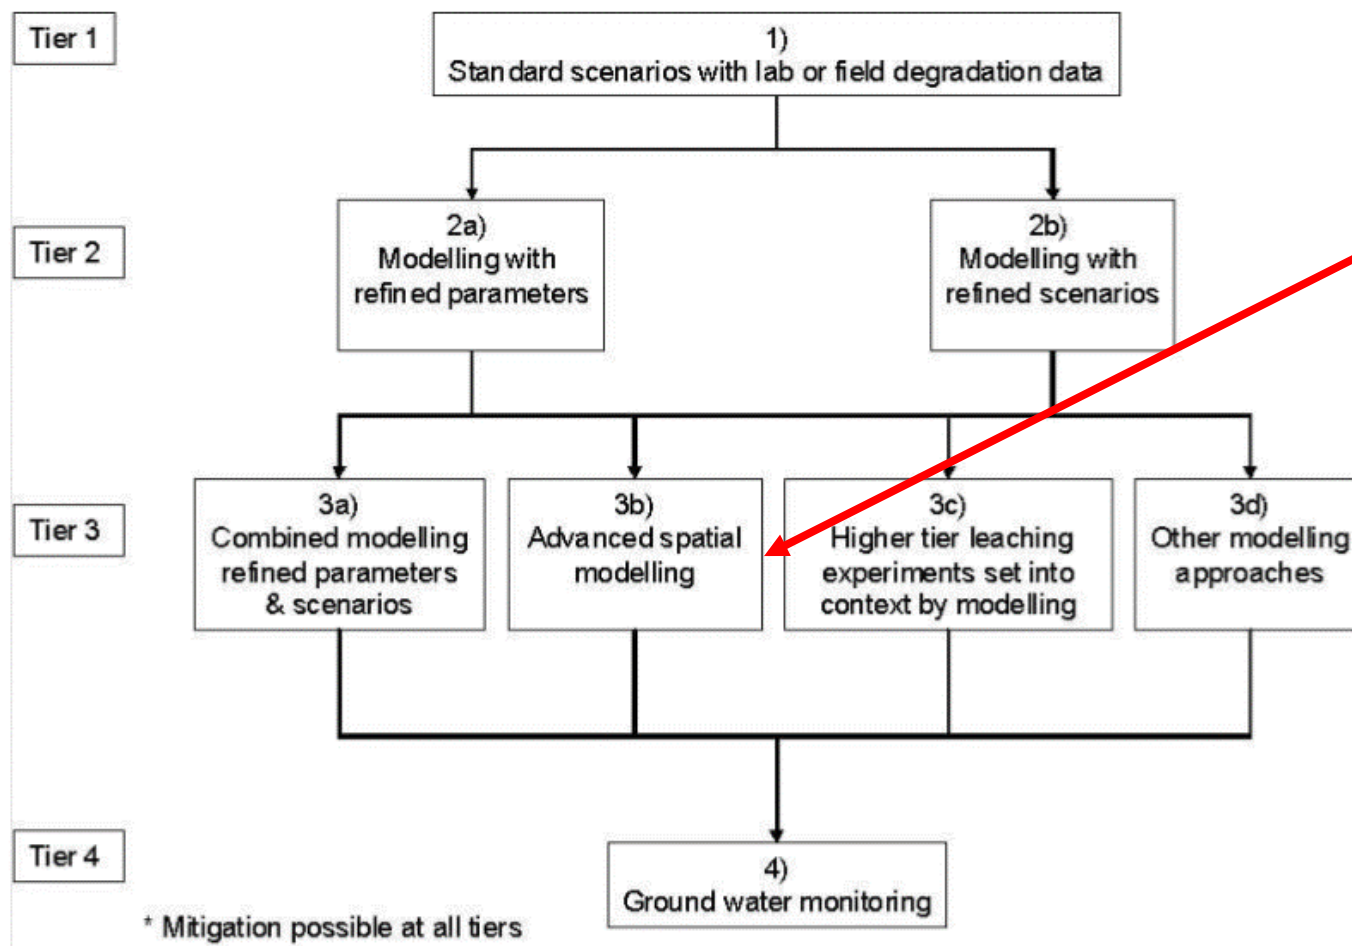 Tier 1
1)
Standard scenarios with lab or field degradation data
Tier 2
2a)
Modelling with
refined parameters
2b)
Modelling with
refined scenarios
Tier 3
3a)
Combined modelling
refined parameters
& scenarios
3b)
Advanced spatial
modelling
3c)
Higher tier leaching
experiments set into
context by modelling
3d)
Other modelling
approaches
Tier 4
4)
Ground water monitoring
* Mitigation possible at all tiers